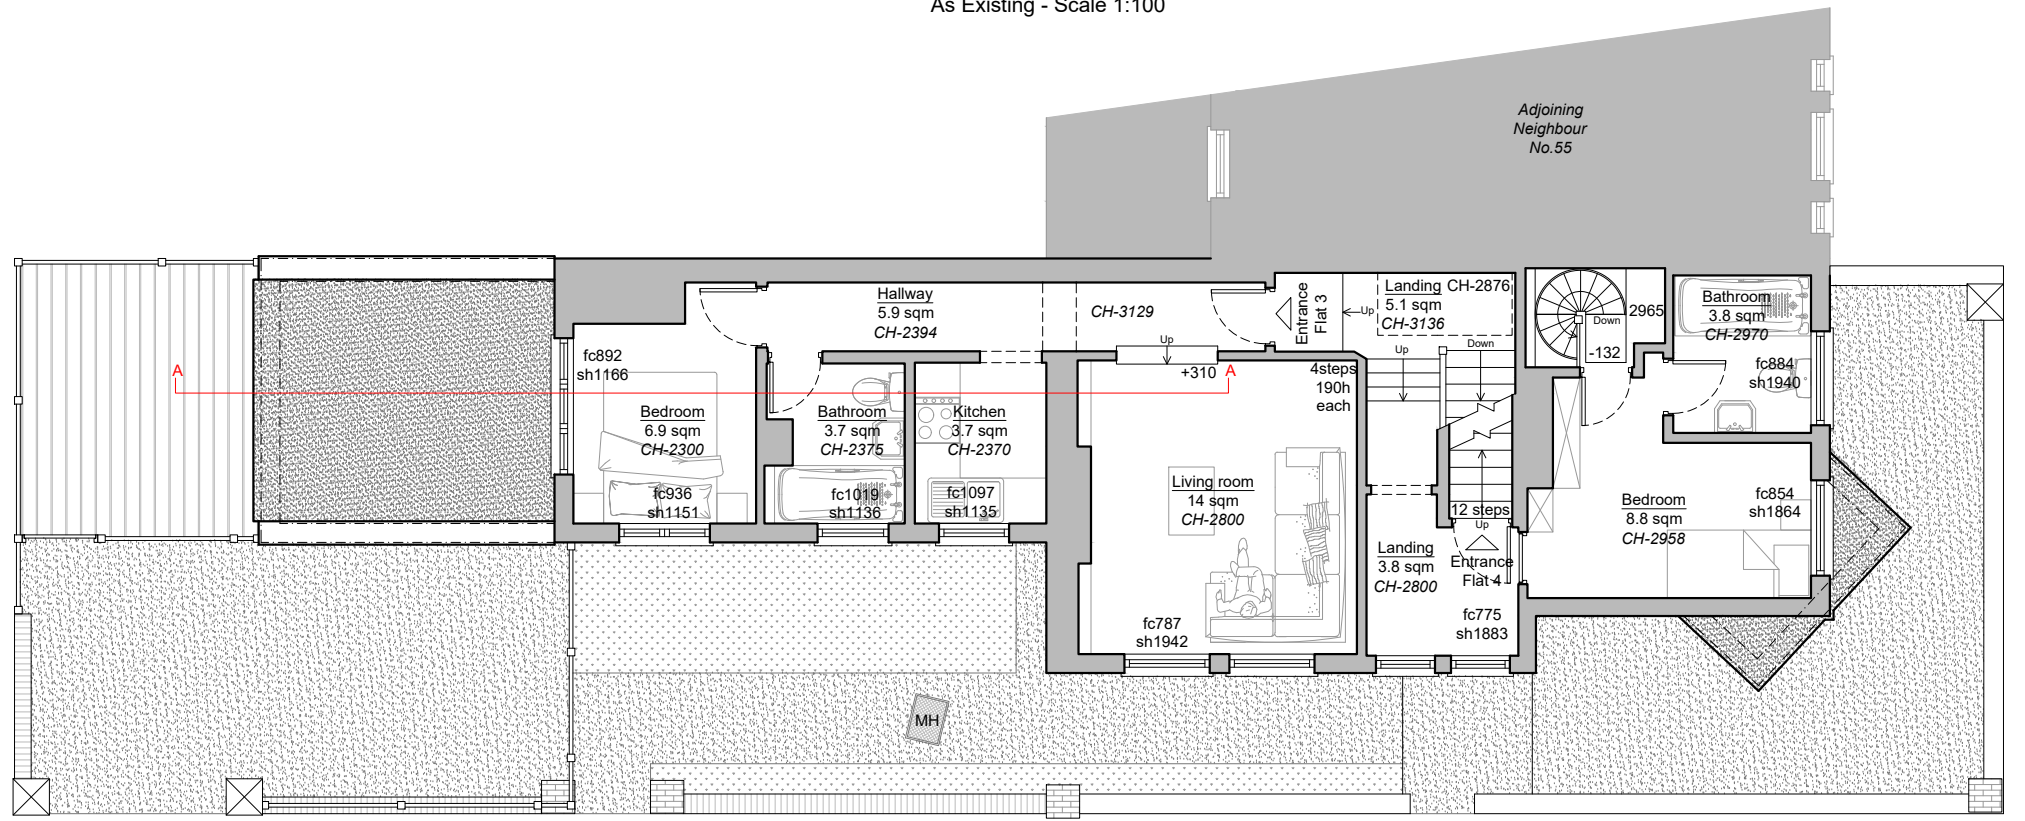 As Existing - Scale 1:100
Adjoining
Neighbour
No.55
Hallway
5.9 sqm
CH-2394
CH-3129
Entrance
Flat 3
Up
Landing
5.1 sqm
CH-3136
CH-2876
Up
Down
Down
-132
2965
Bathroom
3.8 sqm
CH-2970
fc884
sh1940
fc892
sh1166
A
Bedroom
6.9 sqm
CH-2300
fc936
sh1151
Bathroom
3.7 sqm
CH-2375
fc1019
sh1136
Kitchen
3.7 sqm
CH-2370
fc1097
sh1135
Up
+310
A
4steps
190h
each
Living room
14 sqm
CH-2800
fc787
sh1942
12 steps
Up
Entrance
Flat 4
Landing
3.8 sqm
CH-2800
fc775
sh1883
Bedroom
8.8 sqm
CH-2958
fc854
sh1864
MH